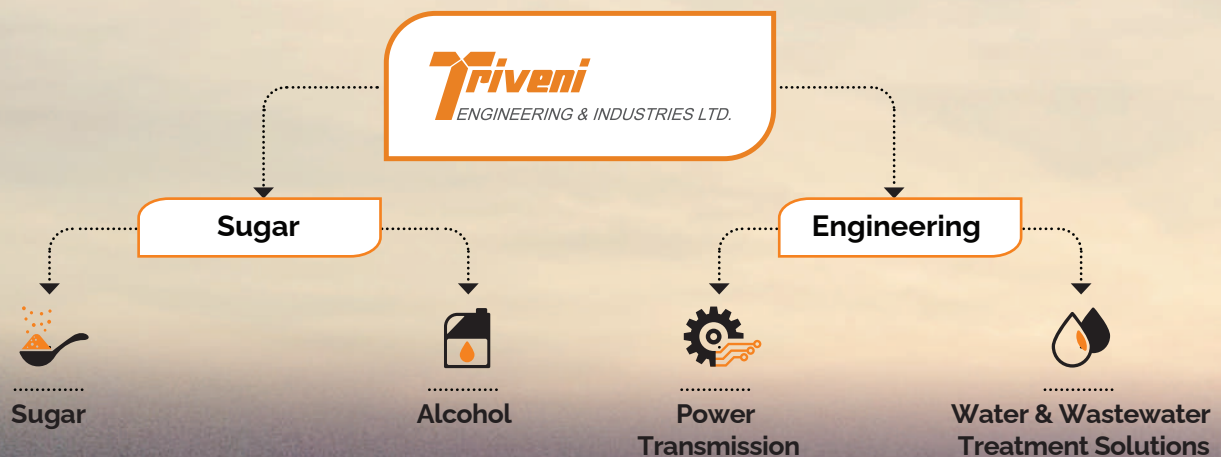 Triveni
ENGINEERING & INDUSTRIES LTD.
Sugar
Engineering
Sugar
Alcohol
Power
Transmission
Water & Wastewater
Treatment Solutions